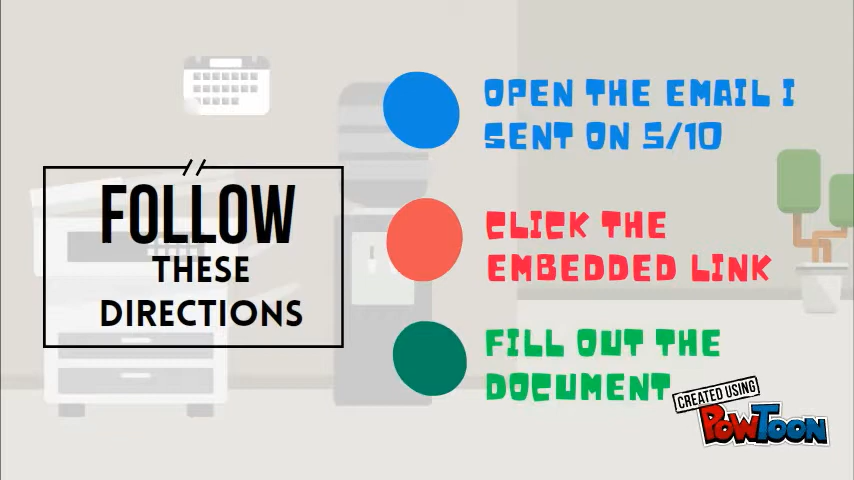 FOLLOW
THESE
DIRECTIONS
OPEN THE EMAIL I
SENT ON 5/10
CLICK THE
EMBEDDED LINK
FILL OUT THE
DOCUMENT
CREATED USING
POWTOON